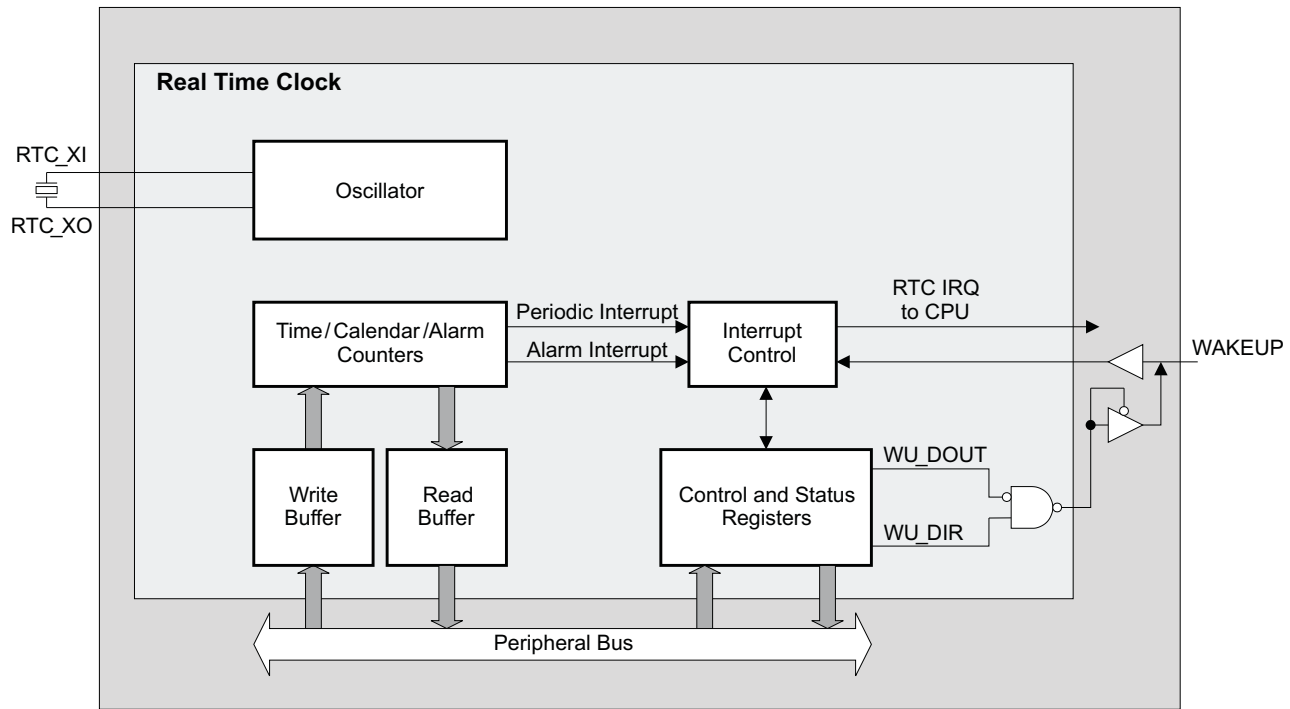 Real Time Clock
RTC_XI
RTC_XO
Oscillator
Time/Calendar/Alarm
Counters
Periodic Interrupt
Alarm Interrupt
Interrupt
Control
RTC IRQ
to CPU
WAKEUP
Write
Buffer
Read
Buffer
Control and Status
Registers
WU_DOUT
WU_DIR
Peripheral Bus